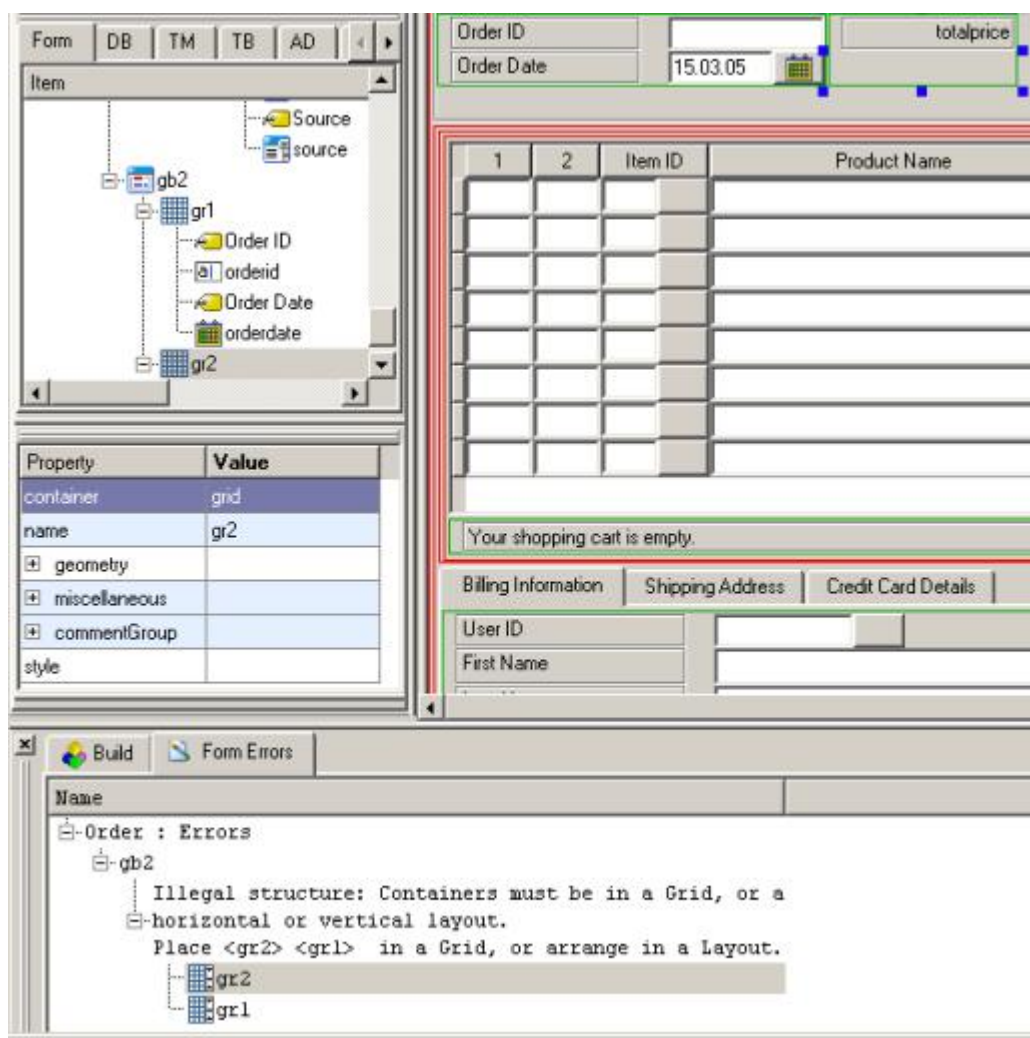 Form DB TM TB AD
Item
Source
source
gb2
gr1
Order ID
orderid
Order Date
orderdate
gr2
Property Value
container grid
name gr2
geometry
miscellaneous
commentGroup
style
Order ID
totalprice
Order Date 15.03.05
1 2 Item ID Product Name
Your shopping cart is empty.
Billing Information Shipping Address Credit Card Details
User ID
First Name
Build Form Errors
Name
Order : Errors
gb2
Illegal structure: Containers must be in a Grid, or a
horizontal or vertical layout.
Place <gr2> <gr1> in a Grid, or arrange in a Layout.
gr2
gr1